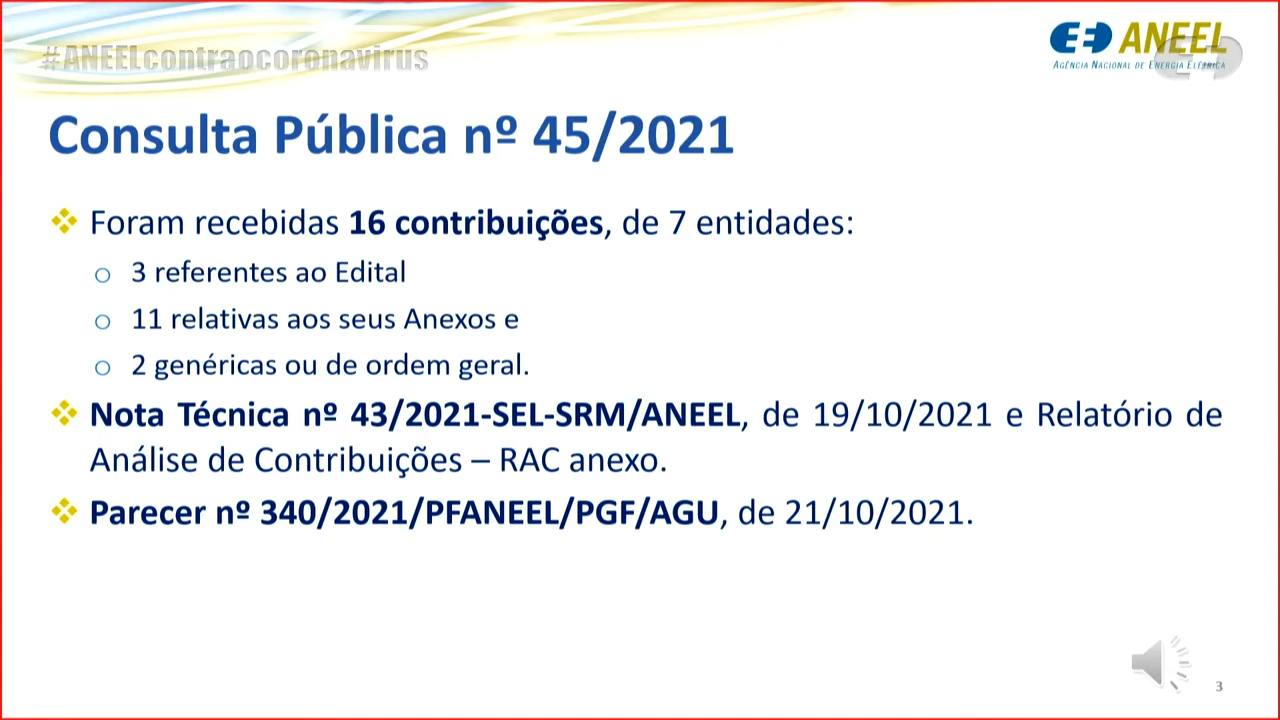 #ANEELcontraocoronavirus
ANEEL
Agência Nacional de Energia Elétrica
Consulta Pública nº 45/2021
Foram recebidas 16 contribuições, de 7 entidades:
3 referentes ao Edital
11 relativas aos seus Anexos e
2 genéricas ou de ordem geral.
Nota Técnica nº 43/2021-SEL-SRM/ANEEL, de 19/10/2021 e Relatório de
Análise de Contribuições – RAC anexo.
Parecer nº 340/2021/PFANEEL/PGF/AGU, de 21/10/2021.
3